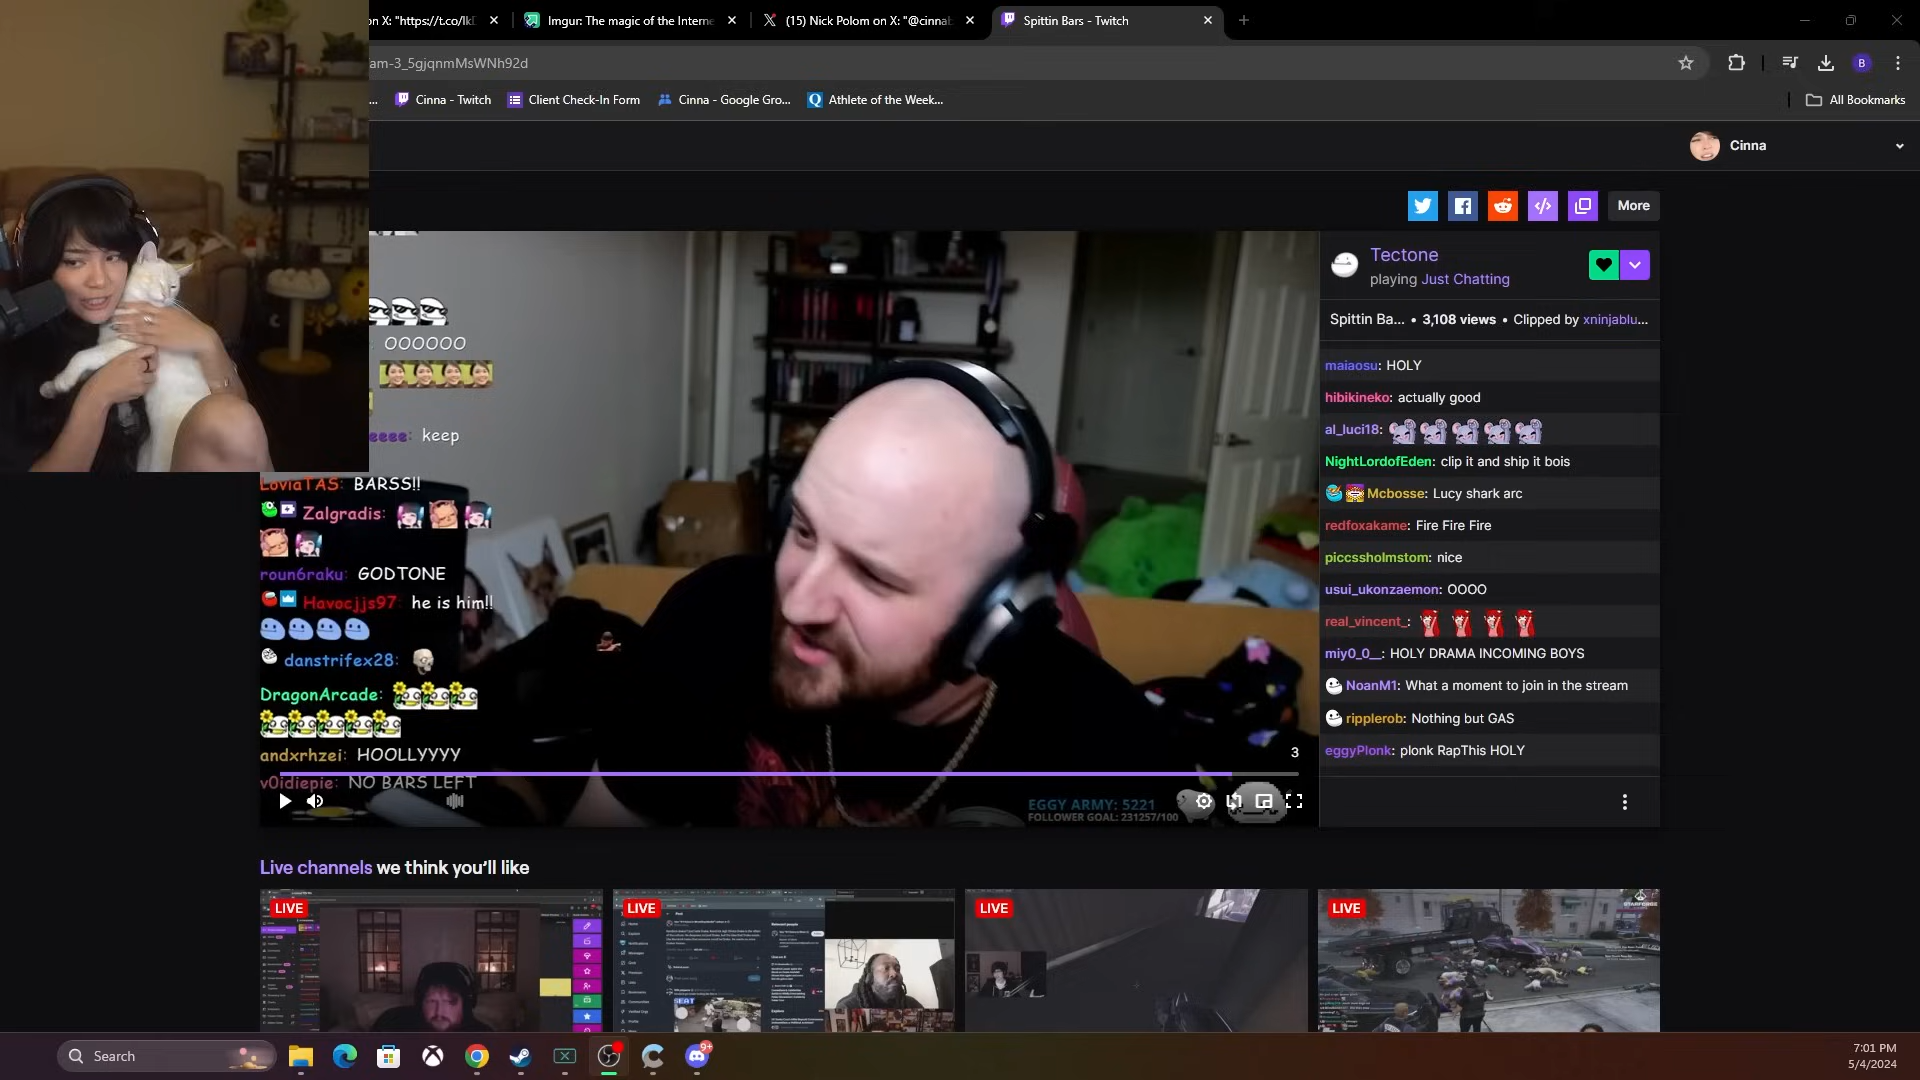 on X: "https://t.co/lk
Imgur: The magic of the Interne
(15) Nick Polom on X: "@cinnab
Spittin Bars - Twitch
am-3_5gjqnmMsWNh92d
B
...
Cinna - Twitch
Client Check-In Form
Cinna - Google Gro...
Athlete of the Week...
All Bookmarks
Cinna
More
Tectone
playing Just Chatting
Spittin Ba... • 3,108 views • Clipped by xninjablu...
OOOOOO
keep
LoviaTAS: BARSS!!
Zalgradis:
roun6raku: GODTONE
Havocjjs97: he is him!!
danstrifex28:
DragonArcade:
andxrhzei: HOOLLYYYY
v0idiepie: NO BARS LEFT
3
EGGY ARMY: 5221
FOLLOWER GOAL: 231257/100
maiaosu: HOLY
hibikineko: actually good
al_luci18:
NightLordofEden: clip it and ship it bois
Mcbosse: Lucy shark arc
redfoxakame: Fire Fire Fire
piccssholmstom: nice
usui_ukonzaemon: OOOO
real_vincent_:
miy0_0__: HOLY DRAMA INCOMING BOYS
NoanM1: What a moment to join in the stream
ripplerob: Nothing but GAS
eggyPlonk: plonk RapThis HOLY
Live channels we think you'll like
LIVE
LIVE
LIVE
LIVE
Search
9+
7:01 PM
5/4/2024